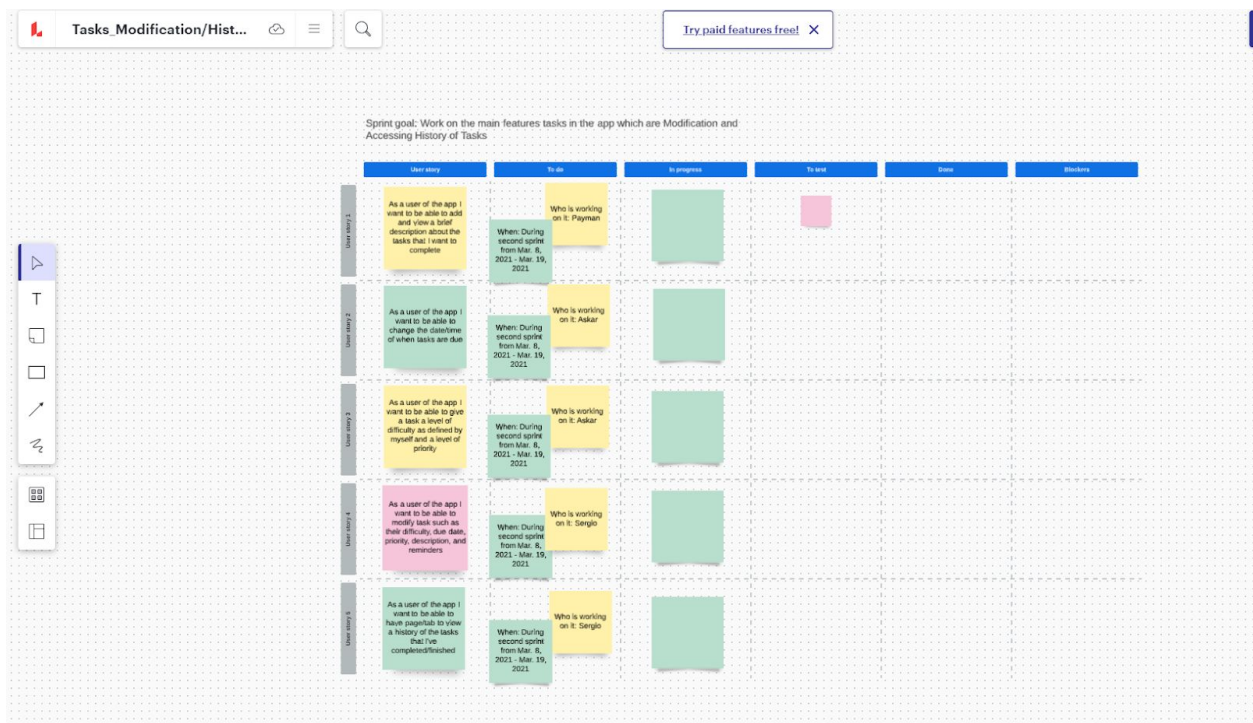 Tasks_Modification/Hist...
Try paid features free!
Sprint goal: Work on the main features tasks in the app which are Modification and
Accessing History of Tasks
User story
To do
In progress
To test
Done
Blockers
User story 1
As a user of the app I
want to be able to add
and view a brief
description about the
tasks that I want to
complete
Who is working
on it: Payman
When: During
second sprint
from Mar. 8,
2021 - Mar. 19,
2021
User story 2
As a user of the app I
want to be able to
change the date/time
of when tasks are due
Who is working
on it: Askar
When: During
second sprint
from Mar. 8,
2021 - Mar. 19,
2021
User story 3
As a user of the app I
want to be able to give
a task a level of
difficulty as defined by
myself and a level of
priority
Who is working
on it: Askar
When: During
second sprint
from Mar. 8,
2021 - Mar. 19,
2021
User story 4
As a user of the app I
want to be able to
modify task such as
their difficulty, due date,
priority, description, and
reminders
Who is working
on it: Sergio
When: During
second sprint
from Mar. 8,
2021 - Mar. 19,
2021
User story 5
As a user of the app I
want to be able to
have page/tab to view
a history of the tasks
that I've
completed/finished
Who is working
on it: Sergio
When: During
second sprint
from Mar. 8,
2021 - Mar. 19,
2021